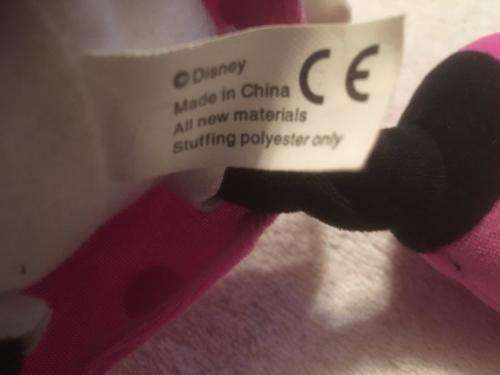 © Disney
Made in China CE
All new materials
Stuffing polyester only